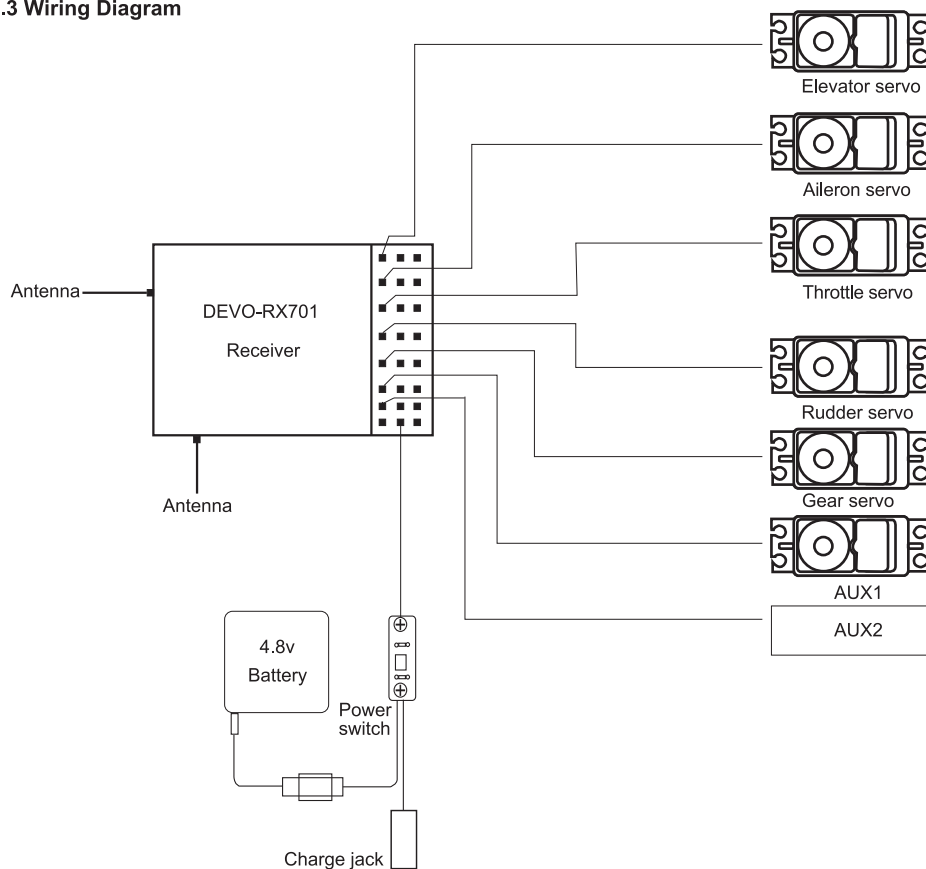 .3 Wiring Diagram
Elevator servo
Aileron servo
Throttle servo
Antenna
DEVO-RX701
Receiver
Rudder servo
Gear servo
Antenna
AUX1
AUX2
4.8v
Battery
Power
switch
Charge jack